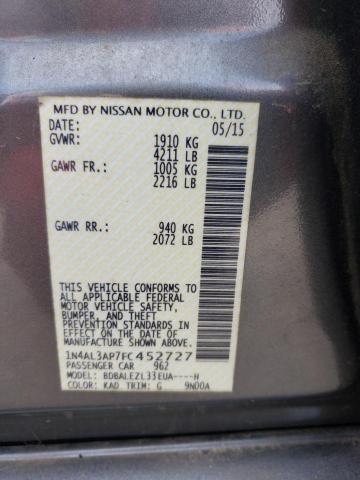 MFD BY NISSAN MOTOR CO., LTD.
DATE: 05/15
GVWR: 1910 KG
4211 LB
GAWR FR: 1005 KG
2216 LB
GAWR RR: 940 KG
2072 LB
THIS VEHICLE CONFORMS TO
ALL APPLICABLE FEDERAL MOTOR
VEHICLE SAFETY,
BUMPER, AND THEFT
PREVENTION STANDARDS
IN EFFECT ON THE DATE OF
MANUFACTURE SHOWN ABOVE.
1N4AL3AP7FC452727
PASSENGER CAR 962
MODEL: BDBALEZL33EUA----H
COLOR: KAD TRIM: G 9N00A